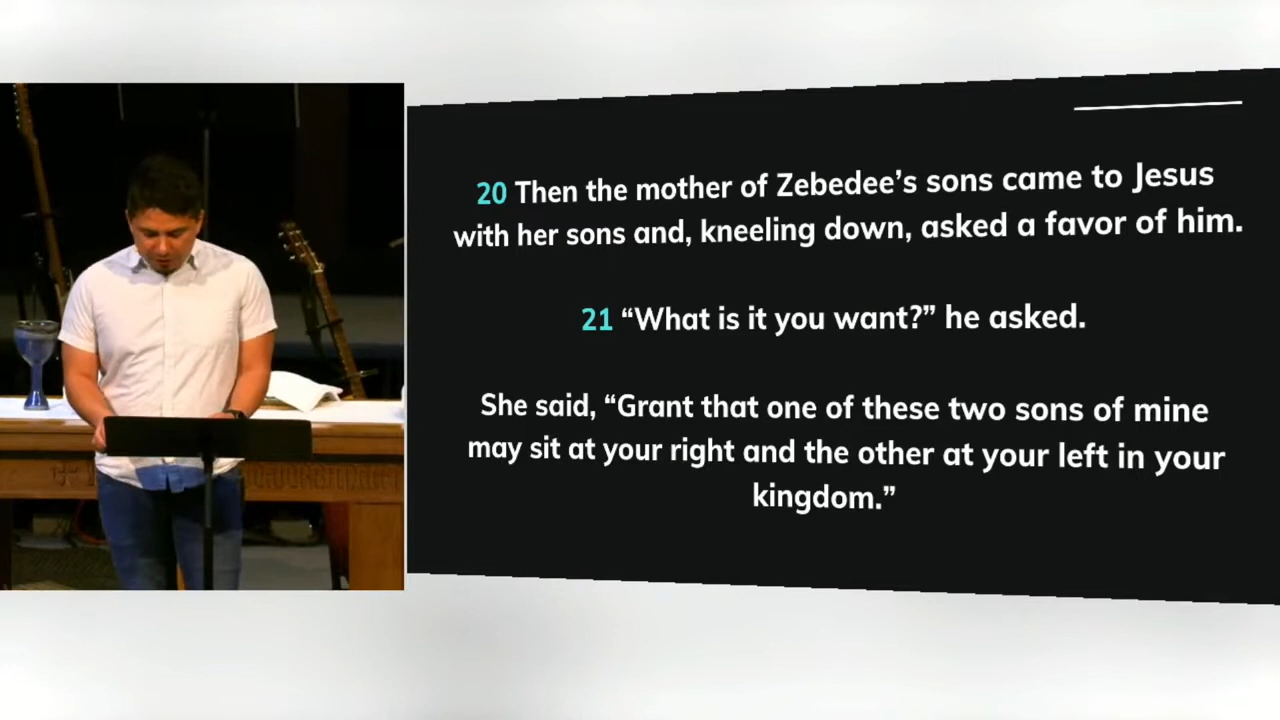 20 Then the mother of Zebedee’s sons came to Jesus
with her sons and, kneeling down, asked a favor of him.
21 “What is it you want?” he asked.
She said, “Grant that one of these two sons of mine
may sit at your right and the other at your left in your
kingdom.”